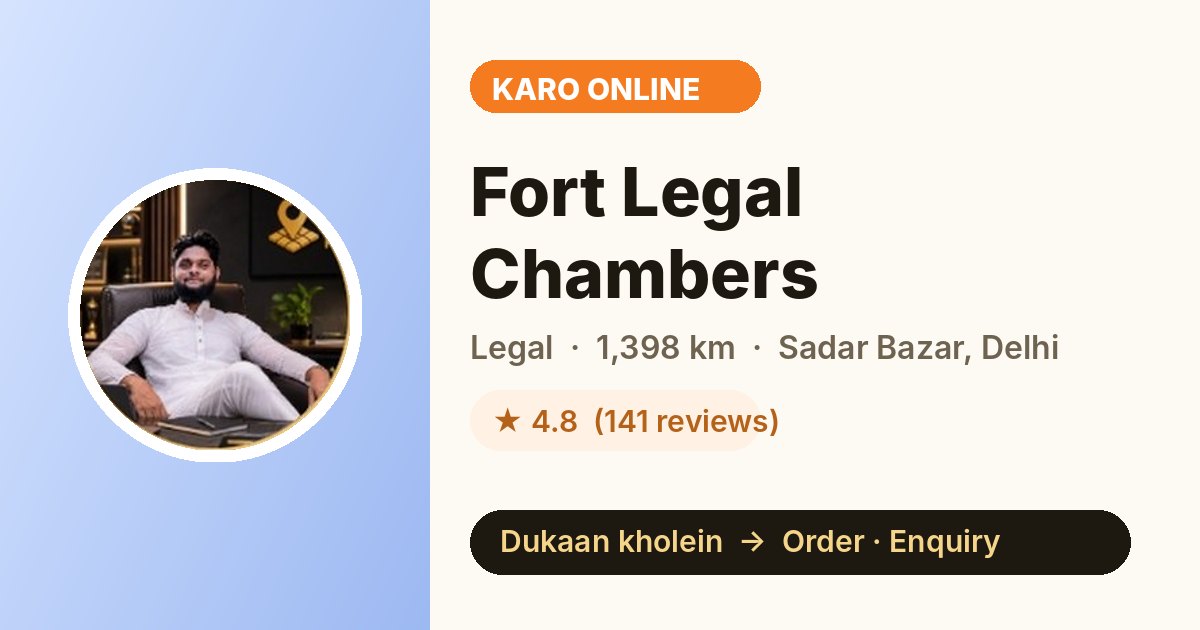 KARO ONLINE
Fort Legal
Chambers
Legal · 1,398 km · Sadar Bazar, Delhi
★ 4.8 (141 reviews)
Dukaan kholein → Order · Enquiry